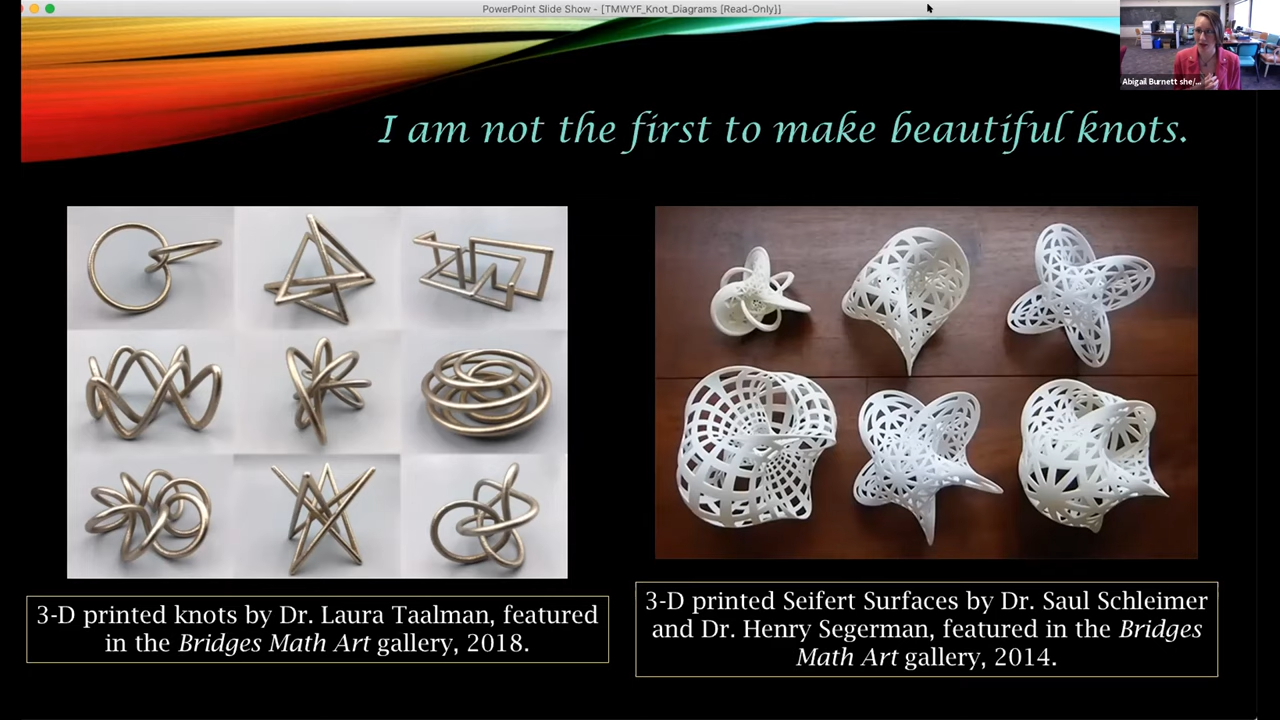 PowerPoint Slide Show - [TMWYF_Knot_Diagrams [Read-Only]]
Abigail Burnett she/...
I am not the first to make beautiful knots.
3-D printed knots by Dr. Laura Taalman, featured
in the Bridges Math Art gallery, 2018.
3-D printed Seifert Surfaces by Dr. Saul Schleimer
and Dr. Henry Segerman, featured in the Bridges
Math Art gallery, 2014.